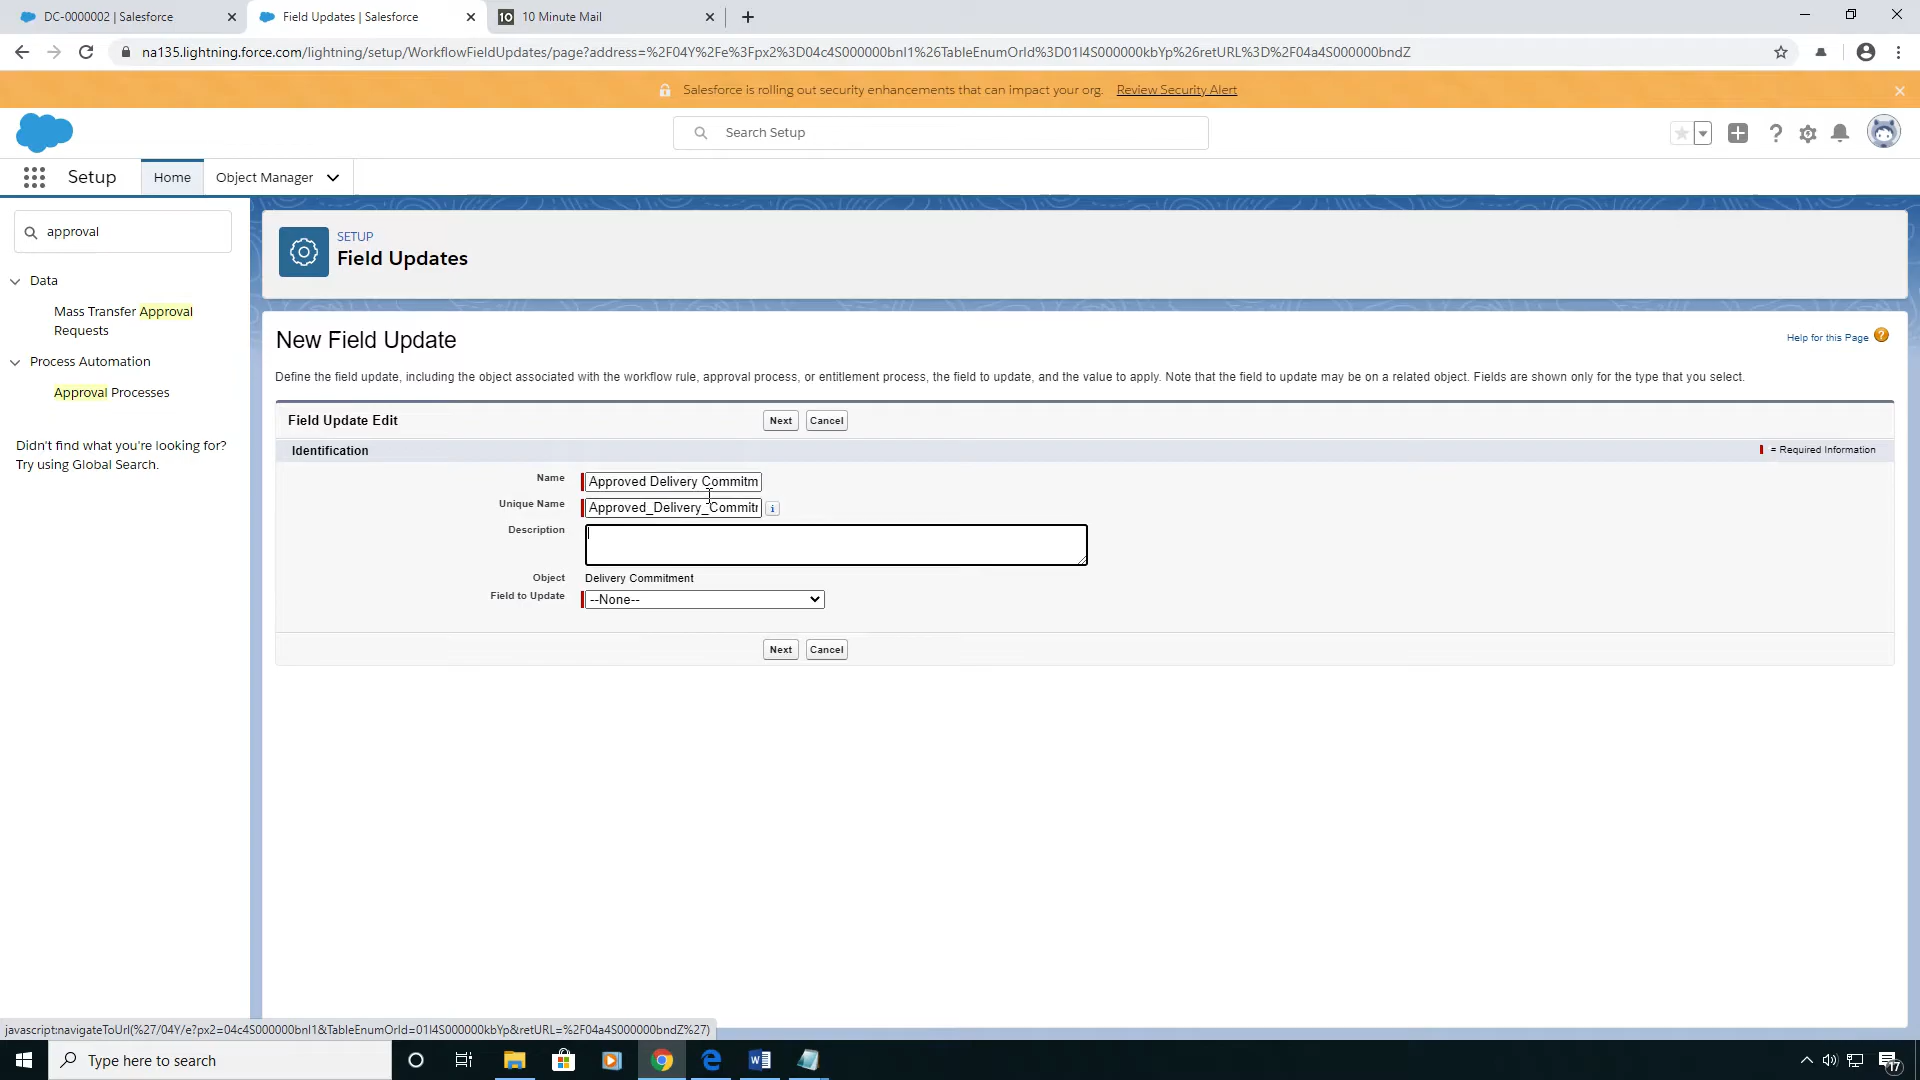 DC-0000002 | Salesforce
Field Updates | Salesforce
10 10 Minute Mail
na135.lightning.force.com/lightning/setup/WorkflowFieldUpdates/page?address=%2F04Y%2Fe%3Fpx2%3D04c4S000000bnl1%26TableEnumOrId%3D01I4S000000kbYp%26retURL%3D%2F04a4S000000bndZ
Salesforce is rolling out security enhancements that can impact your org. Review Security Alert
Search Setup
Setup
Home
Object Manager
approval
SETUP
Field Updates
Data
Mass Transfer Approval
Requests
Process Automation
Approval Processes
Didn't find what you're looking for?
Try using Global Search.
New Field Update
Help for this Page
Define the field update, including the object associated with the workflow rule, approval process, or entitlement process, the field to update, and the value to apply. Note that the field to update may be on a related object. Fields are shown only for the type that you select.
Field Update Edit
Next
Cancel
Identification
= Required Information
Name
Approved Delivery Commitm
Unique Name
Approved_Delivery_Commitr
i
Description
Object
Delivery Commitment
Field to Update
--None--
Next
Cancel
javascript:navigateToUrl(%27/04Y/e?px2=04c4S000000bnl1&TableEnumOrId=01I4S000000kbYp&retURL=%2F04a4S000000bndZ%27)
Type here to search
17